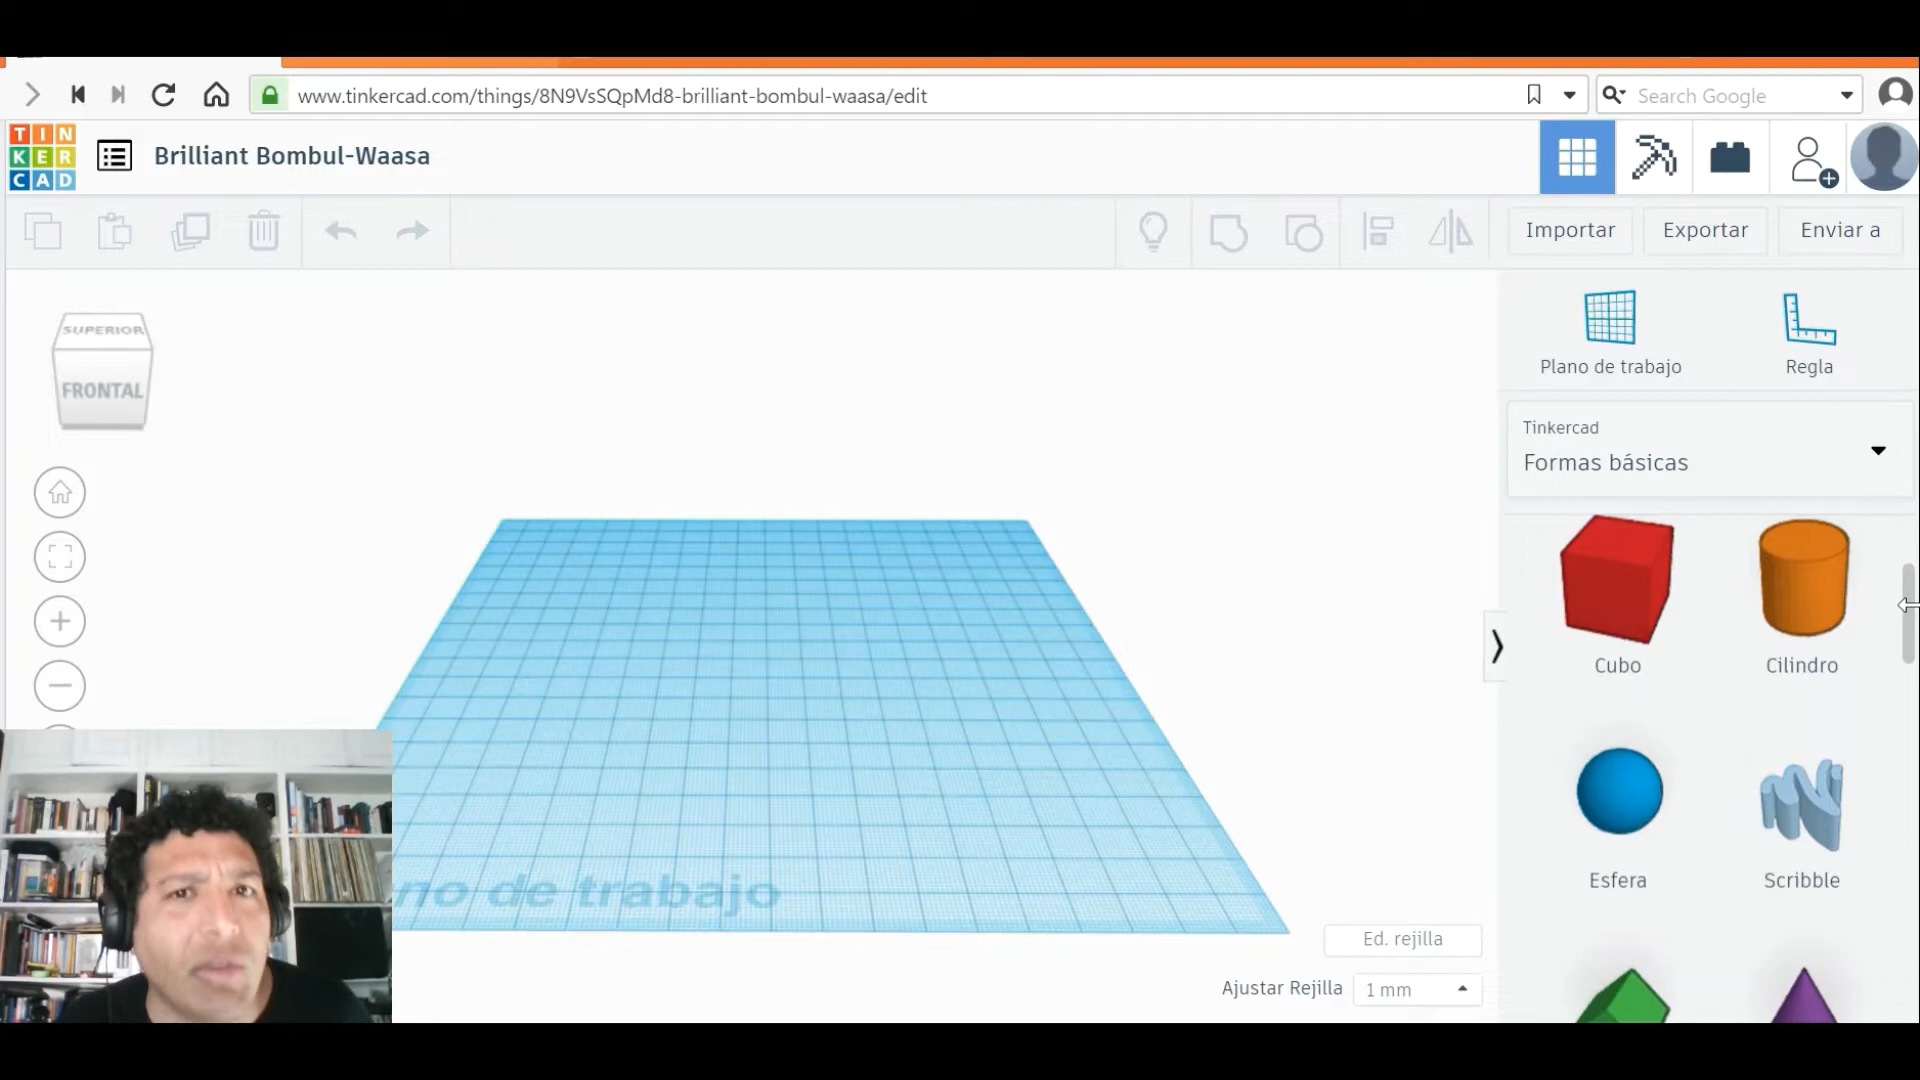 www.tinkercad.com/things/8N9VsSQpMd8-brilliant-bombul-waasa/edit
Search Google
TIN
KER
CAD
Brilliant Bombul-Waasa
Importar
Exportar
Enviar a
SUPERIOR
FRONTAL
Plano de trabajo
Regla
Tinkercad
Formas básicas
Cubo
Cilindro
Esfera
Scribble
no de trabajo
Ed. rejilla
Ajustar Rejilla
1 mm